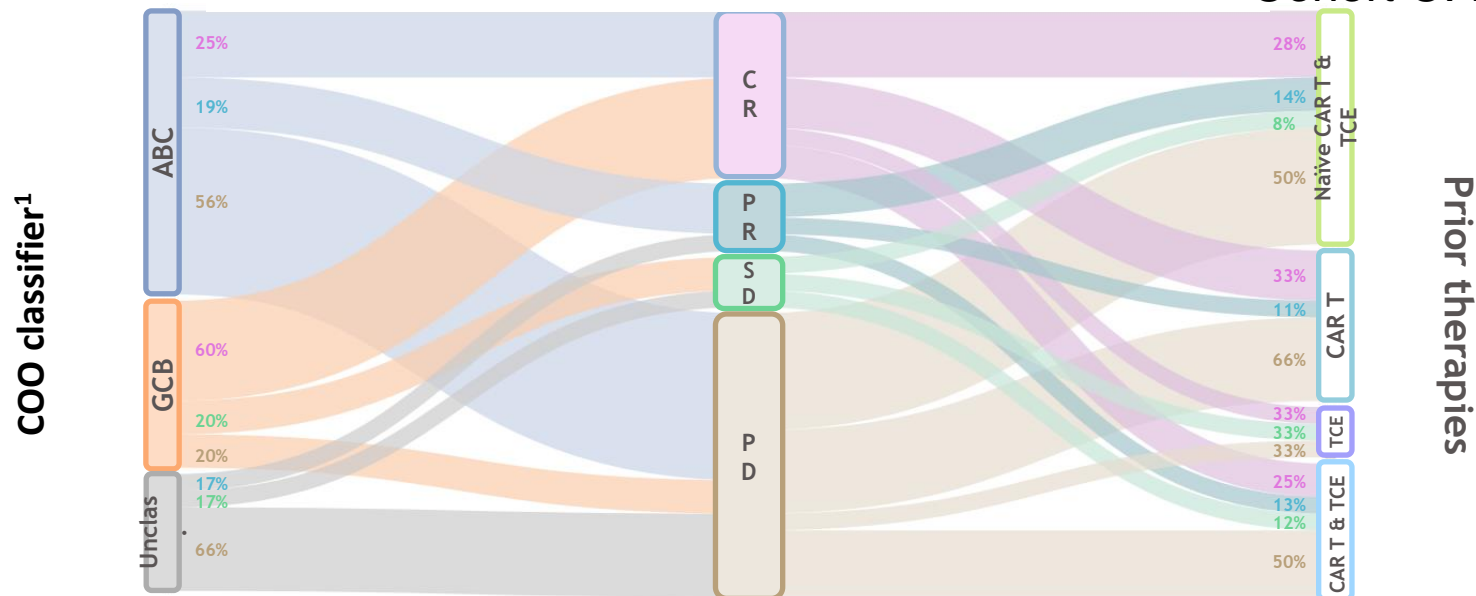 COO classifier1
ABC
25%
19%
56%
GCB
60%
20%
20%
Unclas
.
17%
17%
66%
C
R
P
R
S
D
P
D
28%
14%
8%
50%
Naïve CAR T &
TCE
33%
11%
66%
CAR T
33%
33%
33%
TCE
25%
13%
12%
50%
CAR T & TCE
Prior therapies